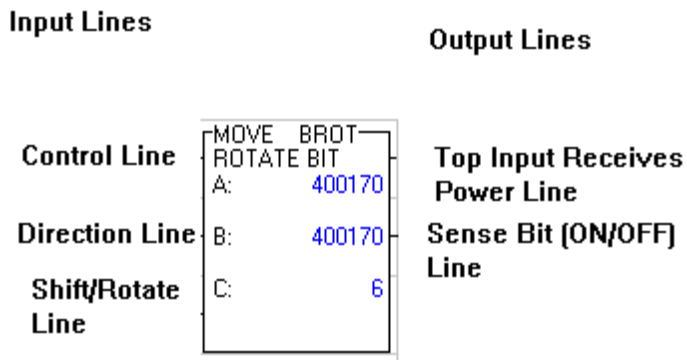 Input Lines
Output Lines
MOVE BROT
Control Line
ROTATE BIT
Top Input Receives
Power Line
A: 400170
Direction Line
B: 400170
Sense Bit (ON/OFF)
Line
Shift/Rotate
Line
C: 6